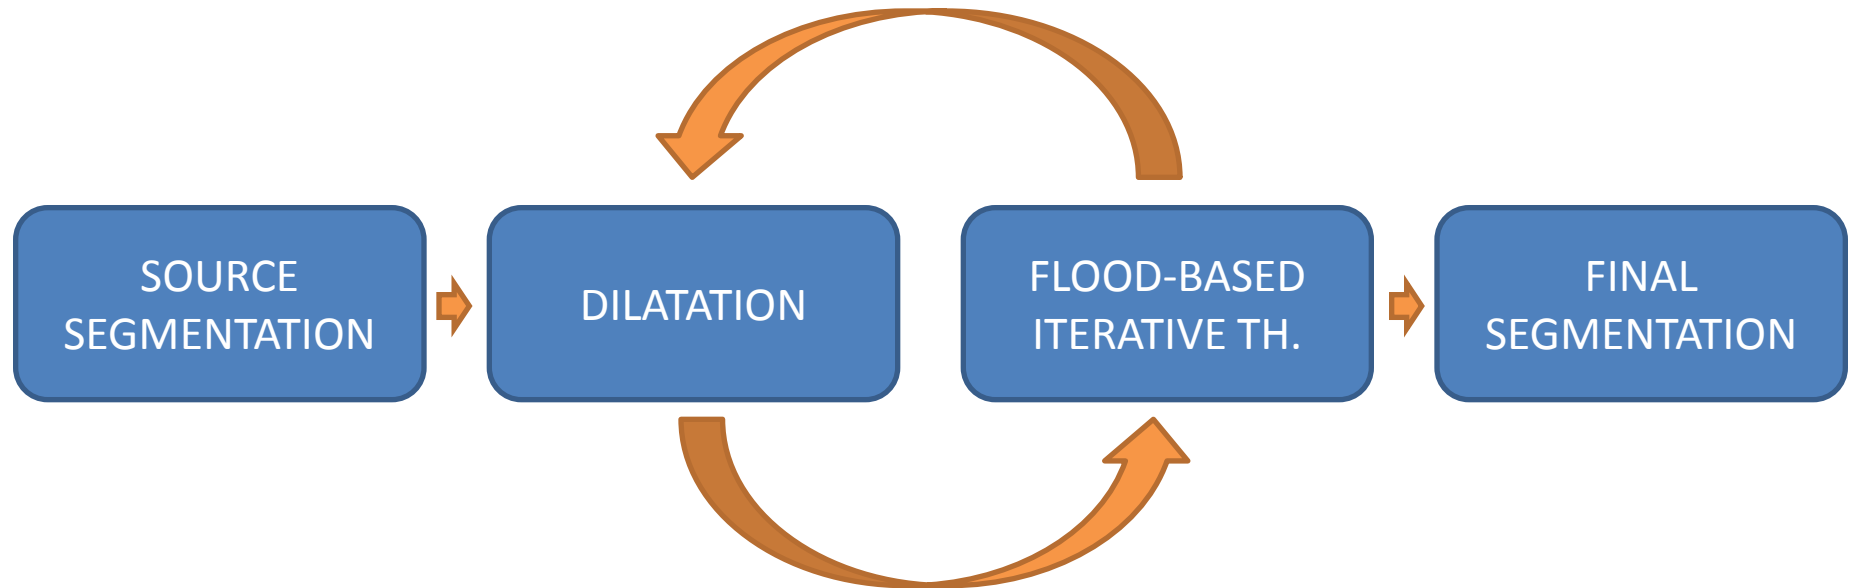 SOURCE
SEGMENTATION
DILATATION
FLOOD-BASED
ITERATIVE TH.
FINAL
SEGMENTATION